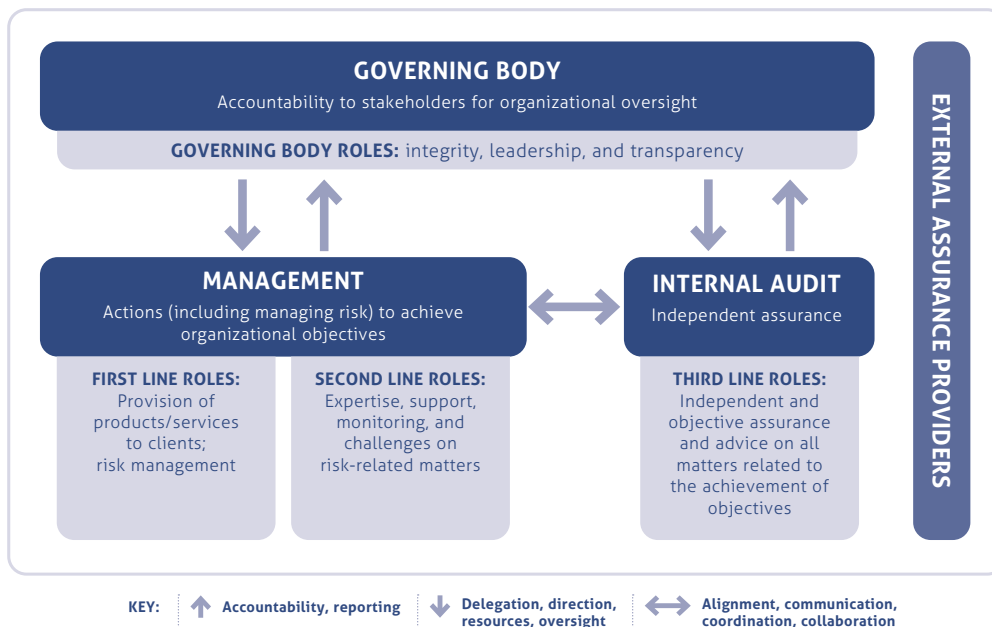 GOVERNING BODY
Accountability to stakeholders for organizational oversight
GOVERNING BODY ROLES: integrity, leadership, and transparency
MANAGEMENT
Actions (including managing risk) to achieve
organizational objectives
FIRST LINE ROLES:
Provision of
products/services
to clients;
risk management
SECOND LINE ROLES:
Expertise, support,
monitoring, and
challenges on
risk-related matters
INTERNAL AUDIT
Independent assurance
THIRD LINE ROLES:
Independent and
objective assurance
and advice on all
matters related to
the achievement of
objectives
EXTERNAL ASSURANCE PROVIDERS
KEY:
Accountability, reporting
Delegation, direction,
resources, oversight
Alignment, communication,
coordination, collaboration